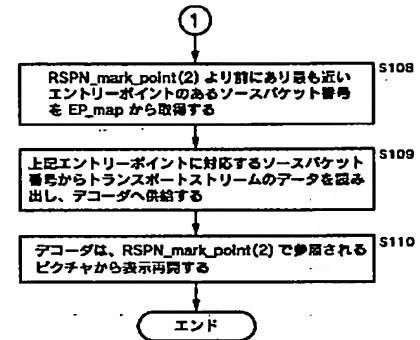 1
RSPN_mark_point(2) より前にあり最も近い
エントリーポイントのあるソースパケット番号
を EP_map から取得する
S108
上記エントリーポイントに対応するソースパケット
番号からトランスポートストリームのデータを読み
出し、デコーダへ供給する
S109
デコーダは、RSPN_mark_point(2) で参照される
ピクチャから表示再開する
S110
エンド